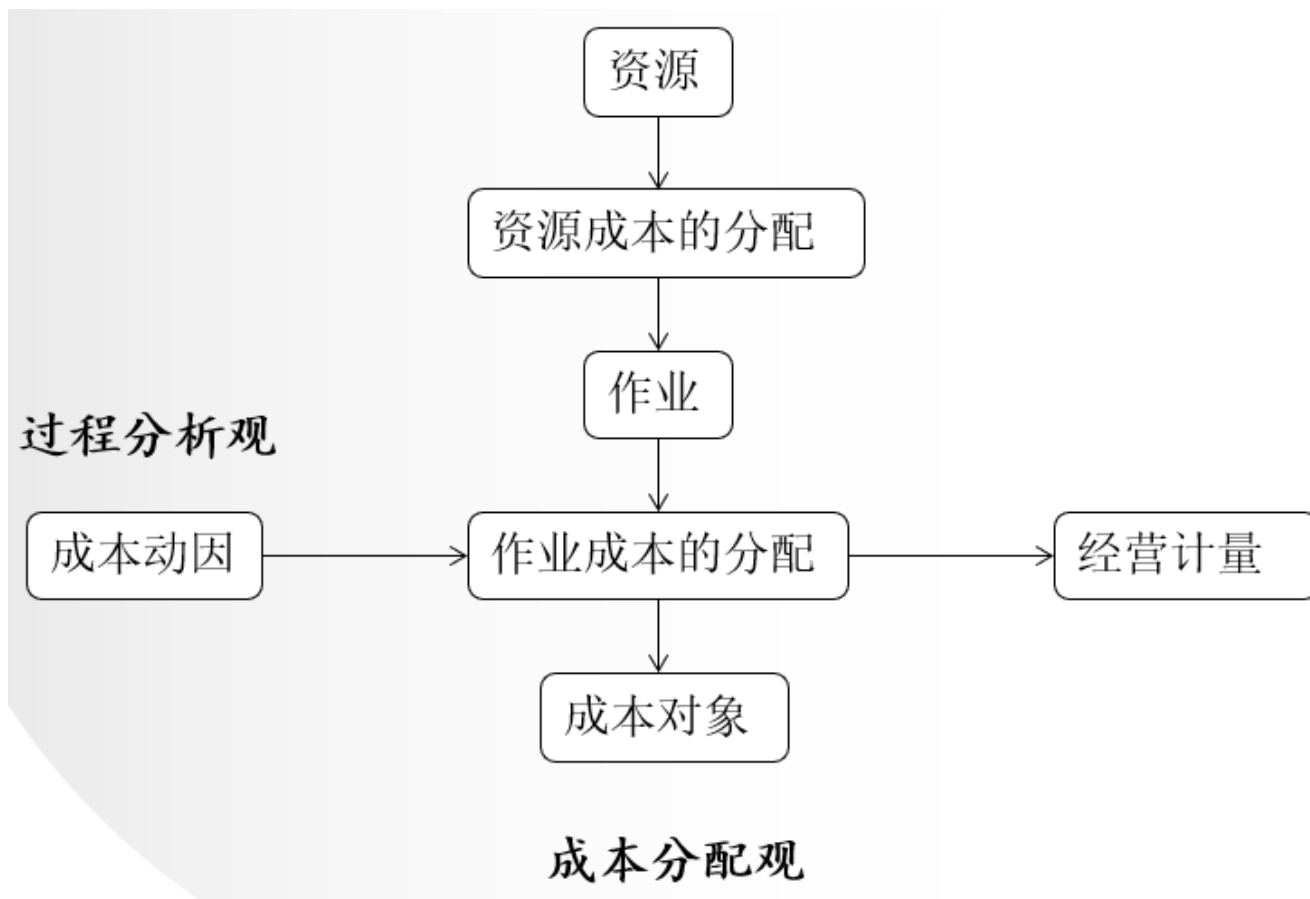 资源
资源成本的分配
作业
过程分析观
成本动因
作业成本的分配
经营计量
成本对象
成本分配观